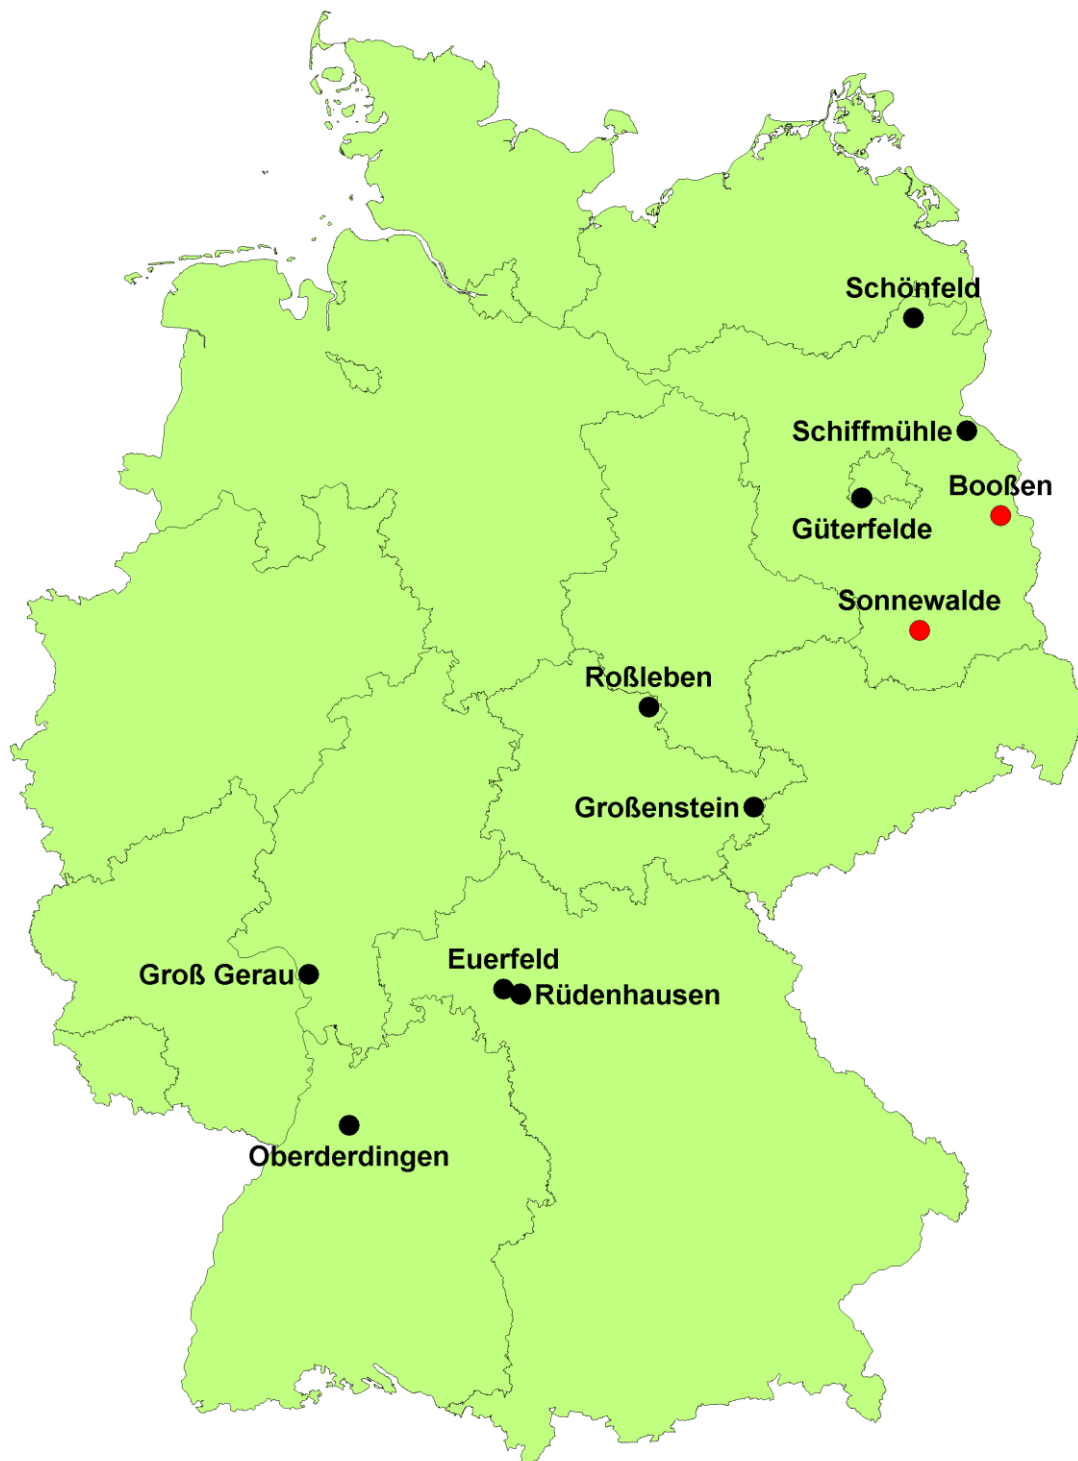 Schönfeld
Schiffmühle
Booßen
Güterfelde
Sonnewalde
Roßleben
Großenstein
Euerfeld
Groß Gerau
Rüdenhausen
Oberderdingen